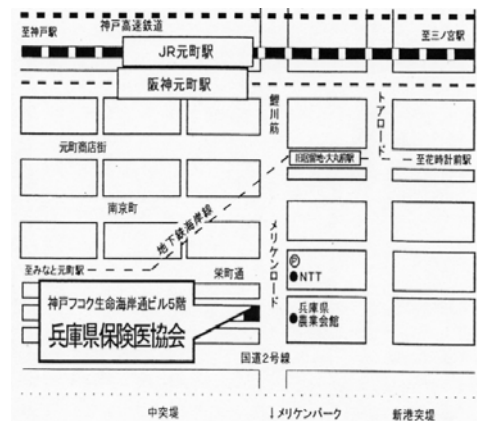 神戸高速鉄道
至神戸駅
至三ノ宮駅
JR元町駅
阪神元町駅
鯉川筋
トアロード
元町商店街
旧居留地・大丸前駅
至花時計前駅
南京町
地下鉄海岸線
メリケンロード
至みなと元町駅
栄町通
P
NTT
神戸フコク生命海岸通ビル5階
兵庫県保険医協会
兵庫県
農業会館
国道2号線
中突堤
↓メリケンパーク
新港突堤